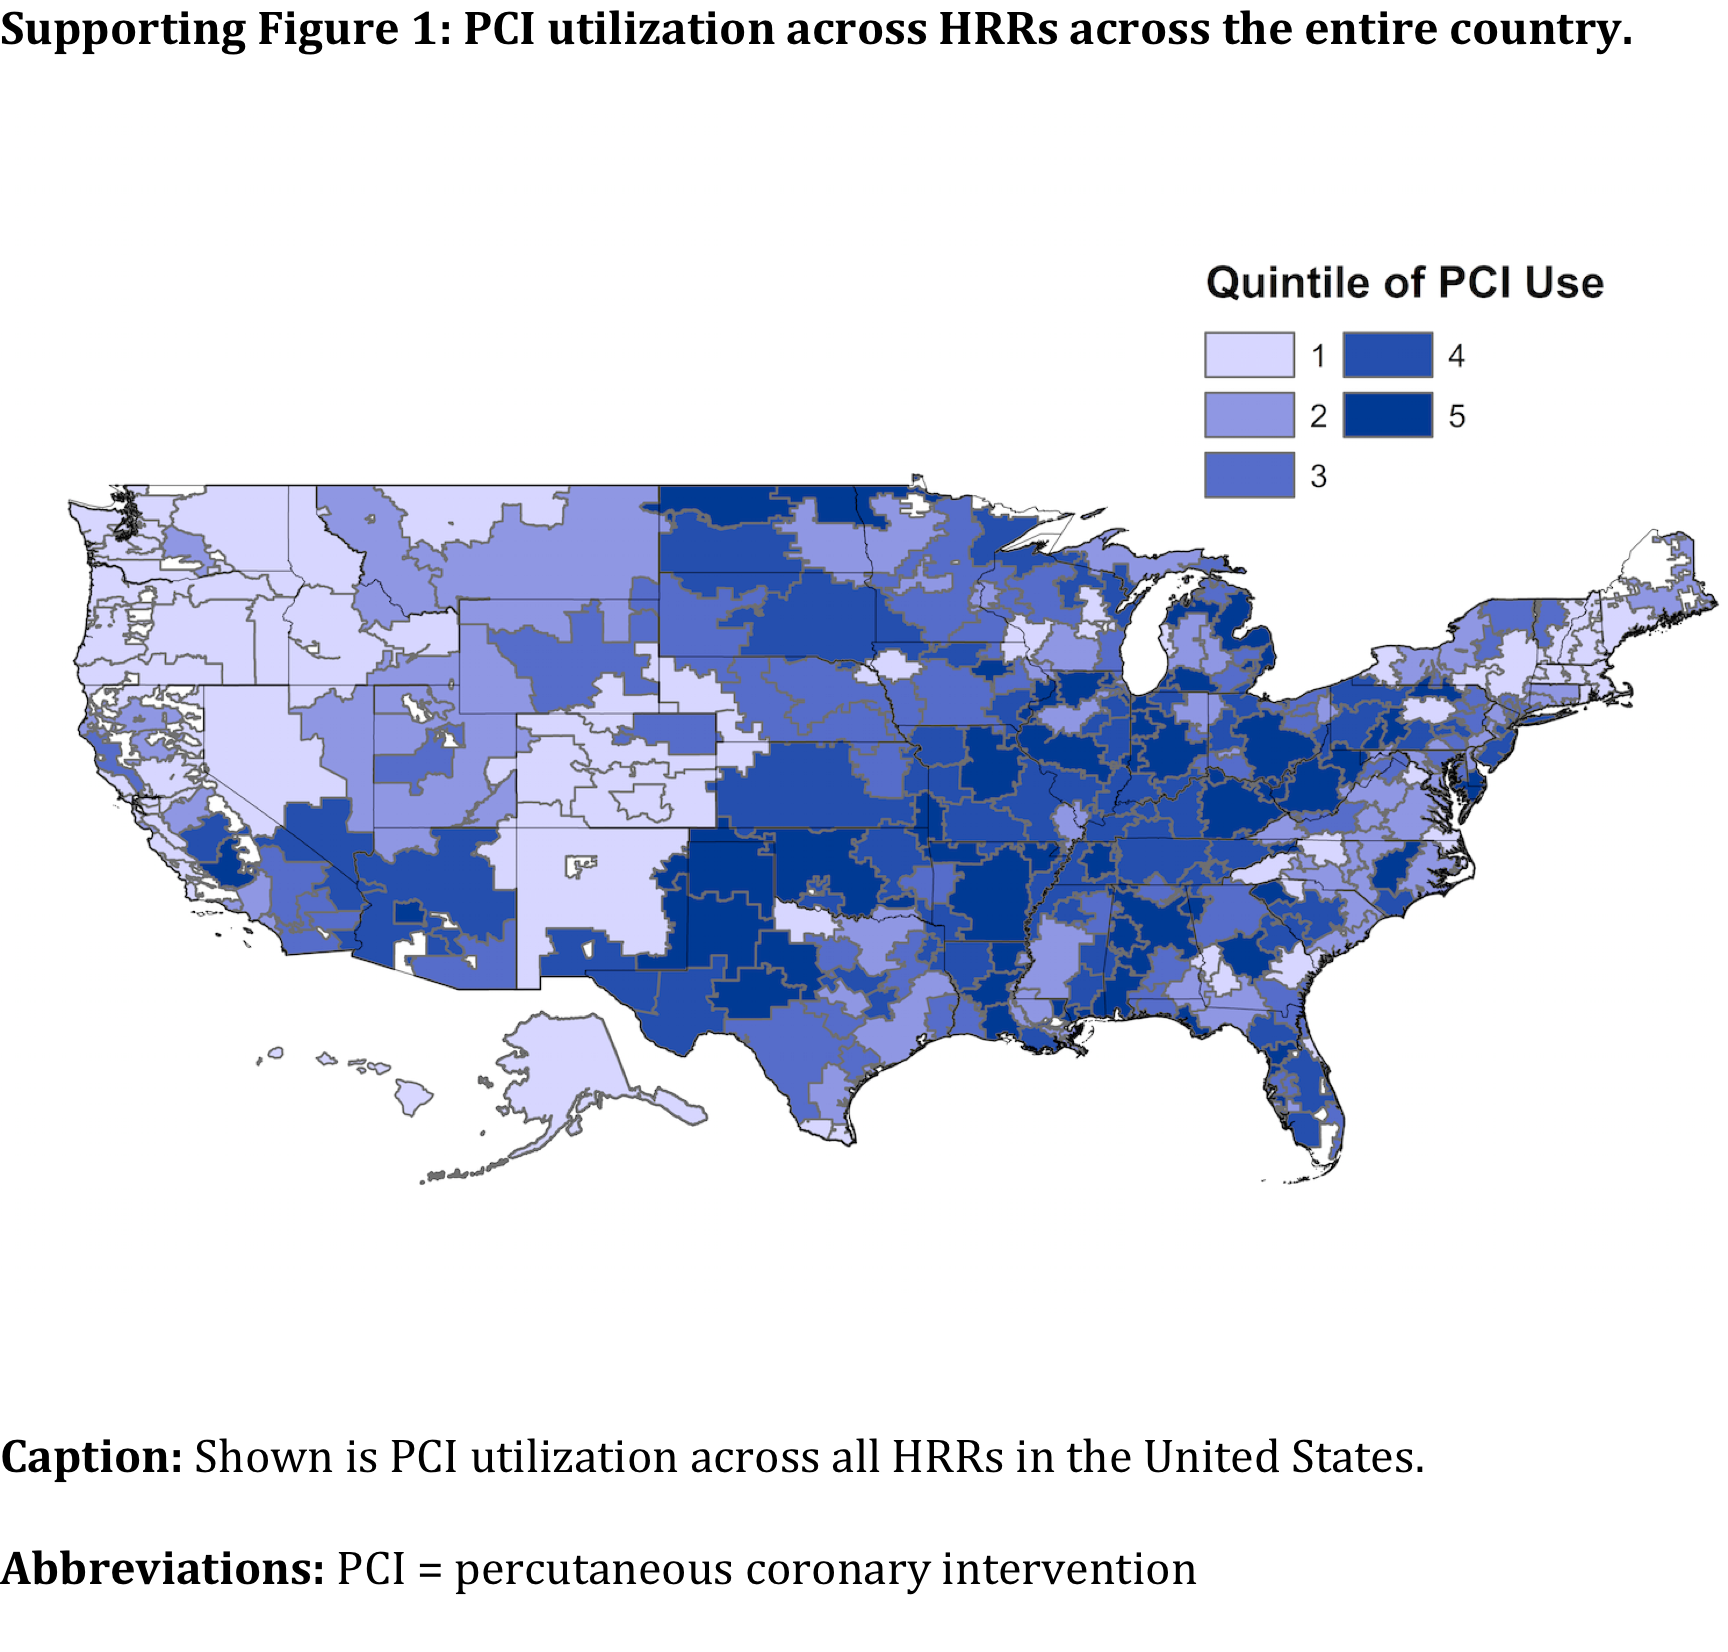 Supporting Figure 1: PCI utilization across HRRs across the entire country.
Quintile of PCI Use
1 4
2 5
3
Caption: Shown is PCI utilization across all HRRs in the United States.
Abbreviations: PCI = percutaneous coronary intervention